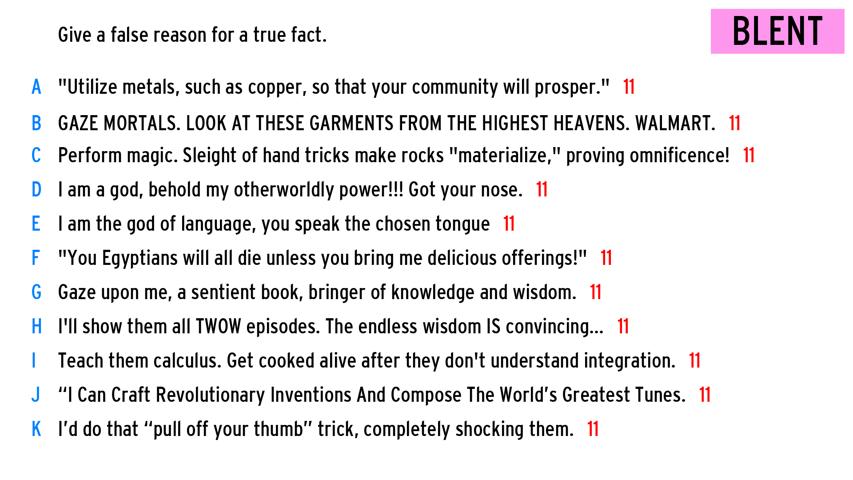 Give a false reason for a true fact.
BLENT
A "Utilize metals, such as copper, so that your community will prosper." 11
B GAZE MORTALS. LOOK AT THESE GARMENTS FROM THE HIGHEST HEAVENS. WALMART. 11
C Perform magic. Sleight of hand tricks make rocks "materialize," proving omnificence! 11
D I am a god, behold my otherworldly power!!! Got your nose. 11
E I am the god of language, you speak the chosen tongue 11
F "You Egyptians will all die unless you bring me delicious offerings!" 11
G Gaze upon me, a sentient book, bringer of knowledge and wisdom. 11
H I'll show them all TWOW episodes. The endless wisdom IS convincing... 11
I Teach them calculus. Get cooked alive after they don't understand integration. 11
J “I Can Craft Revolutionary Inventions And Compose The World’s Greatest Tunes. 11
K I’d do that “pull off your thumb” trick, completely shocking them. 11